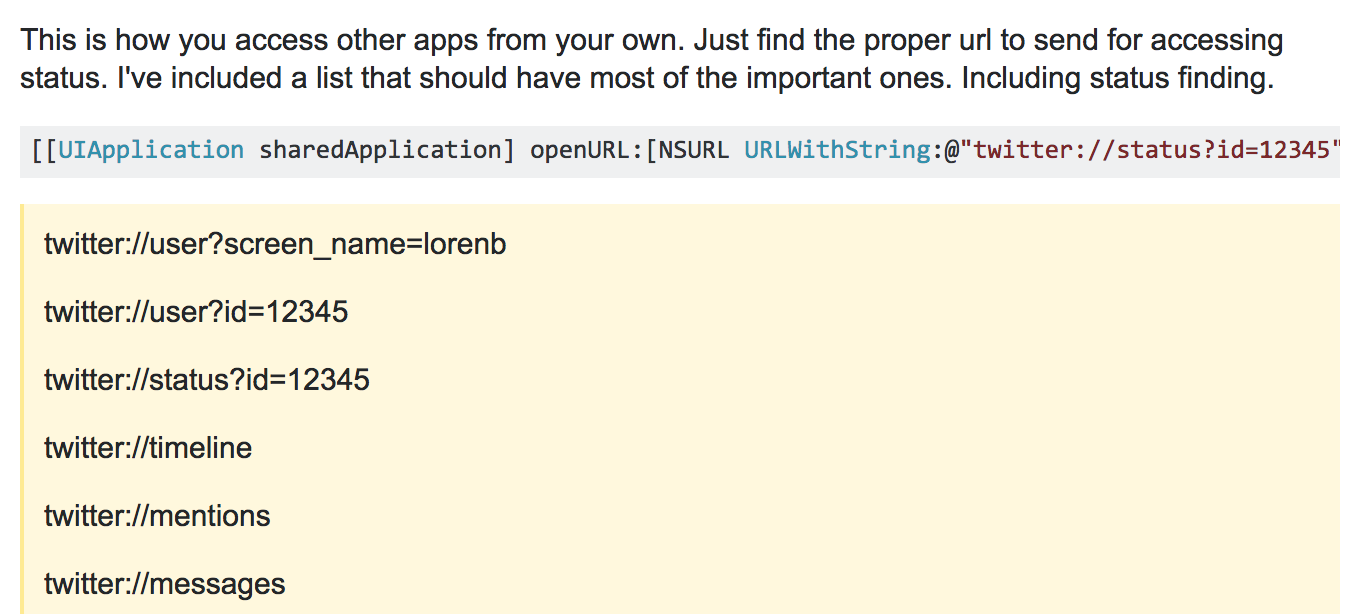 This is how you access other apps from your own. Just find the proper url to send for accessing
status. I've included a list that should have most of the important ones. Including status finding.
[[UIApplication sharedApplication] openURL:[NSURL URLWithString:@"twitter://status?id=12345"
twitter://user?screen_name=lorenb
twitter://user?id=12345
twitter://status?id=12345
twitter://timeline
twitter://mentions
twitter://messages